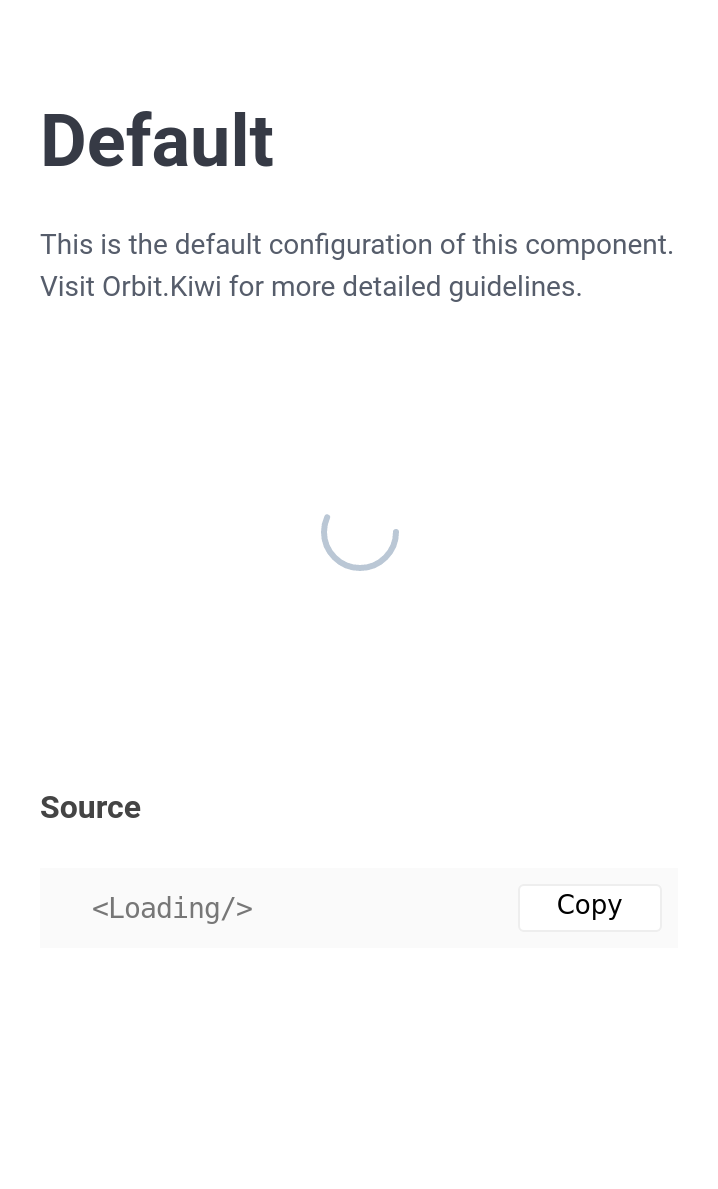 Default
This is the default configuration of this component.
Visit Orbit.Kiwi for more detailed guidelines.
Source
<Loading/>
Copy